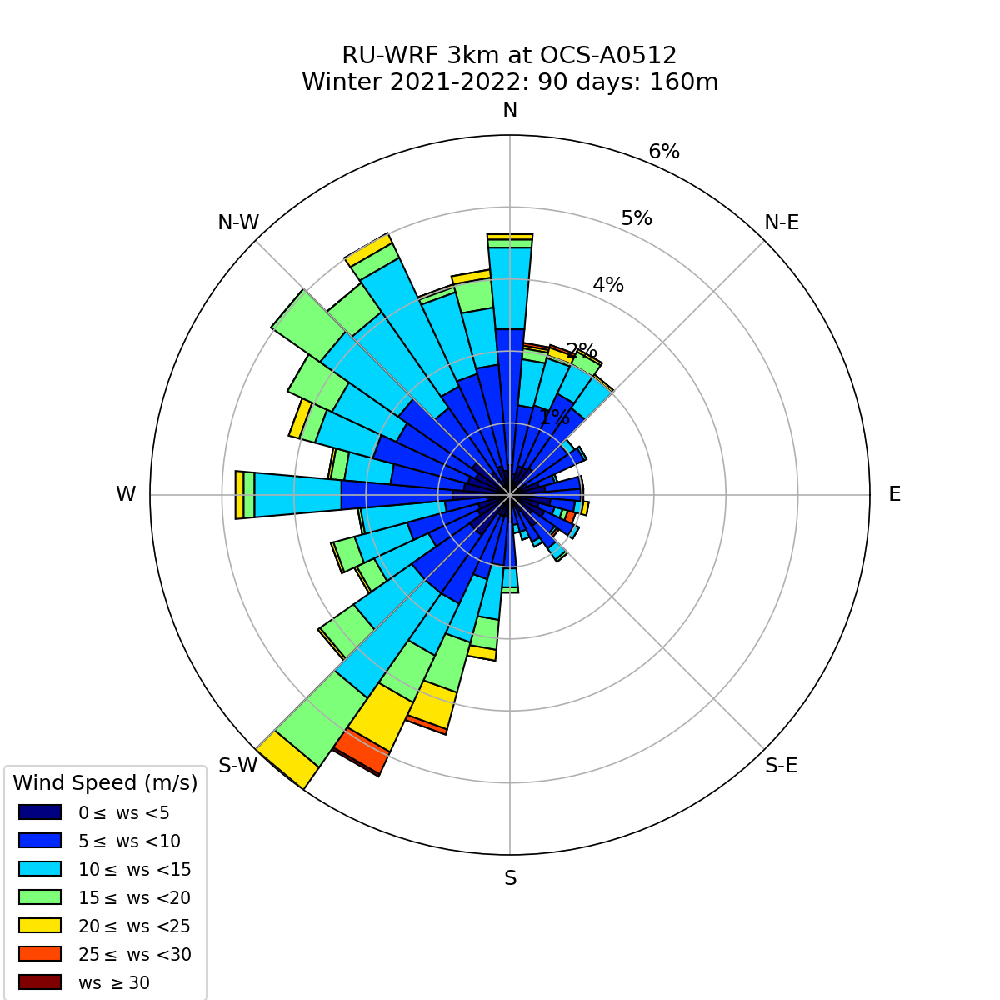 RU-WRF 3km at OCS-A0512
Winter 2021-2022: 90 days: 160m
N
6%
N-W
5%
N-E
4%
2%
1%
W
E
S-W
S-E
S
Wind Speed (m/s)
0 ≤ ws <5
5 ≤ ws <10
10 ≤ ws <15
15 ≤ ws <20
20 ≤ ws <25
25 ≤ ws <30
ws ≥ 30